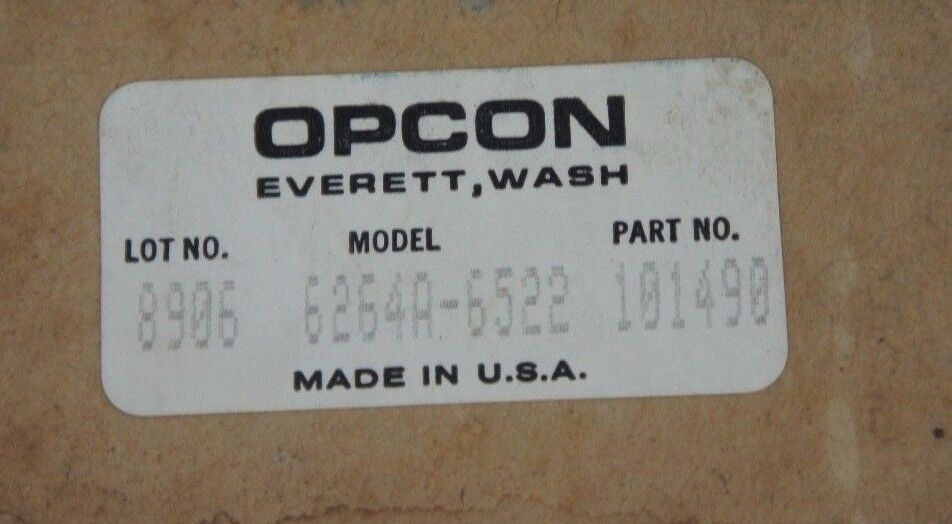 OPCON
EVERETT, WASH
LOT NO. MODEL PART NO.
8906 6264A-6522 101490
MADE IN U.S.A.